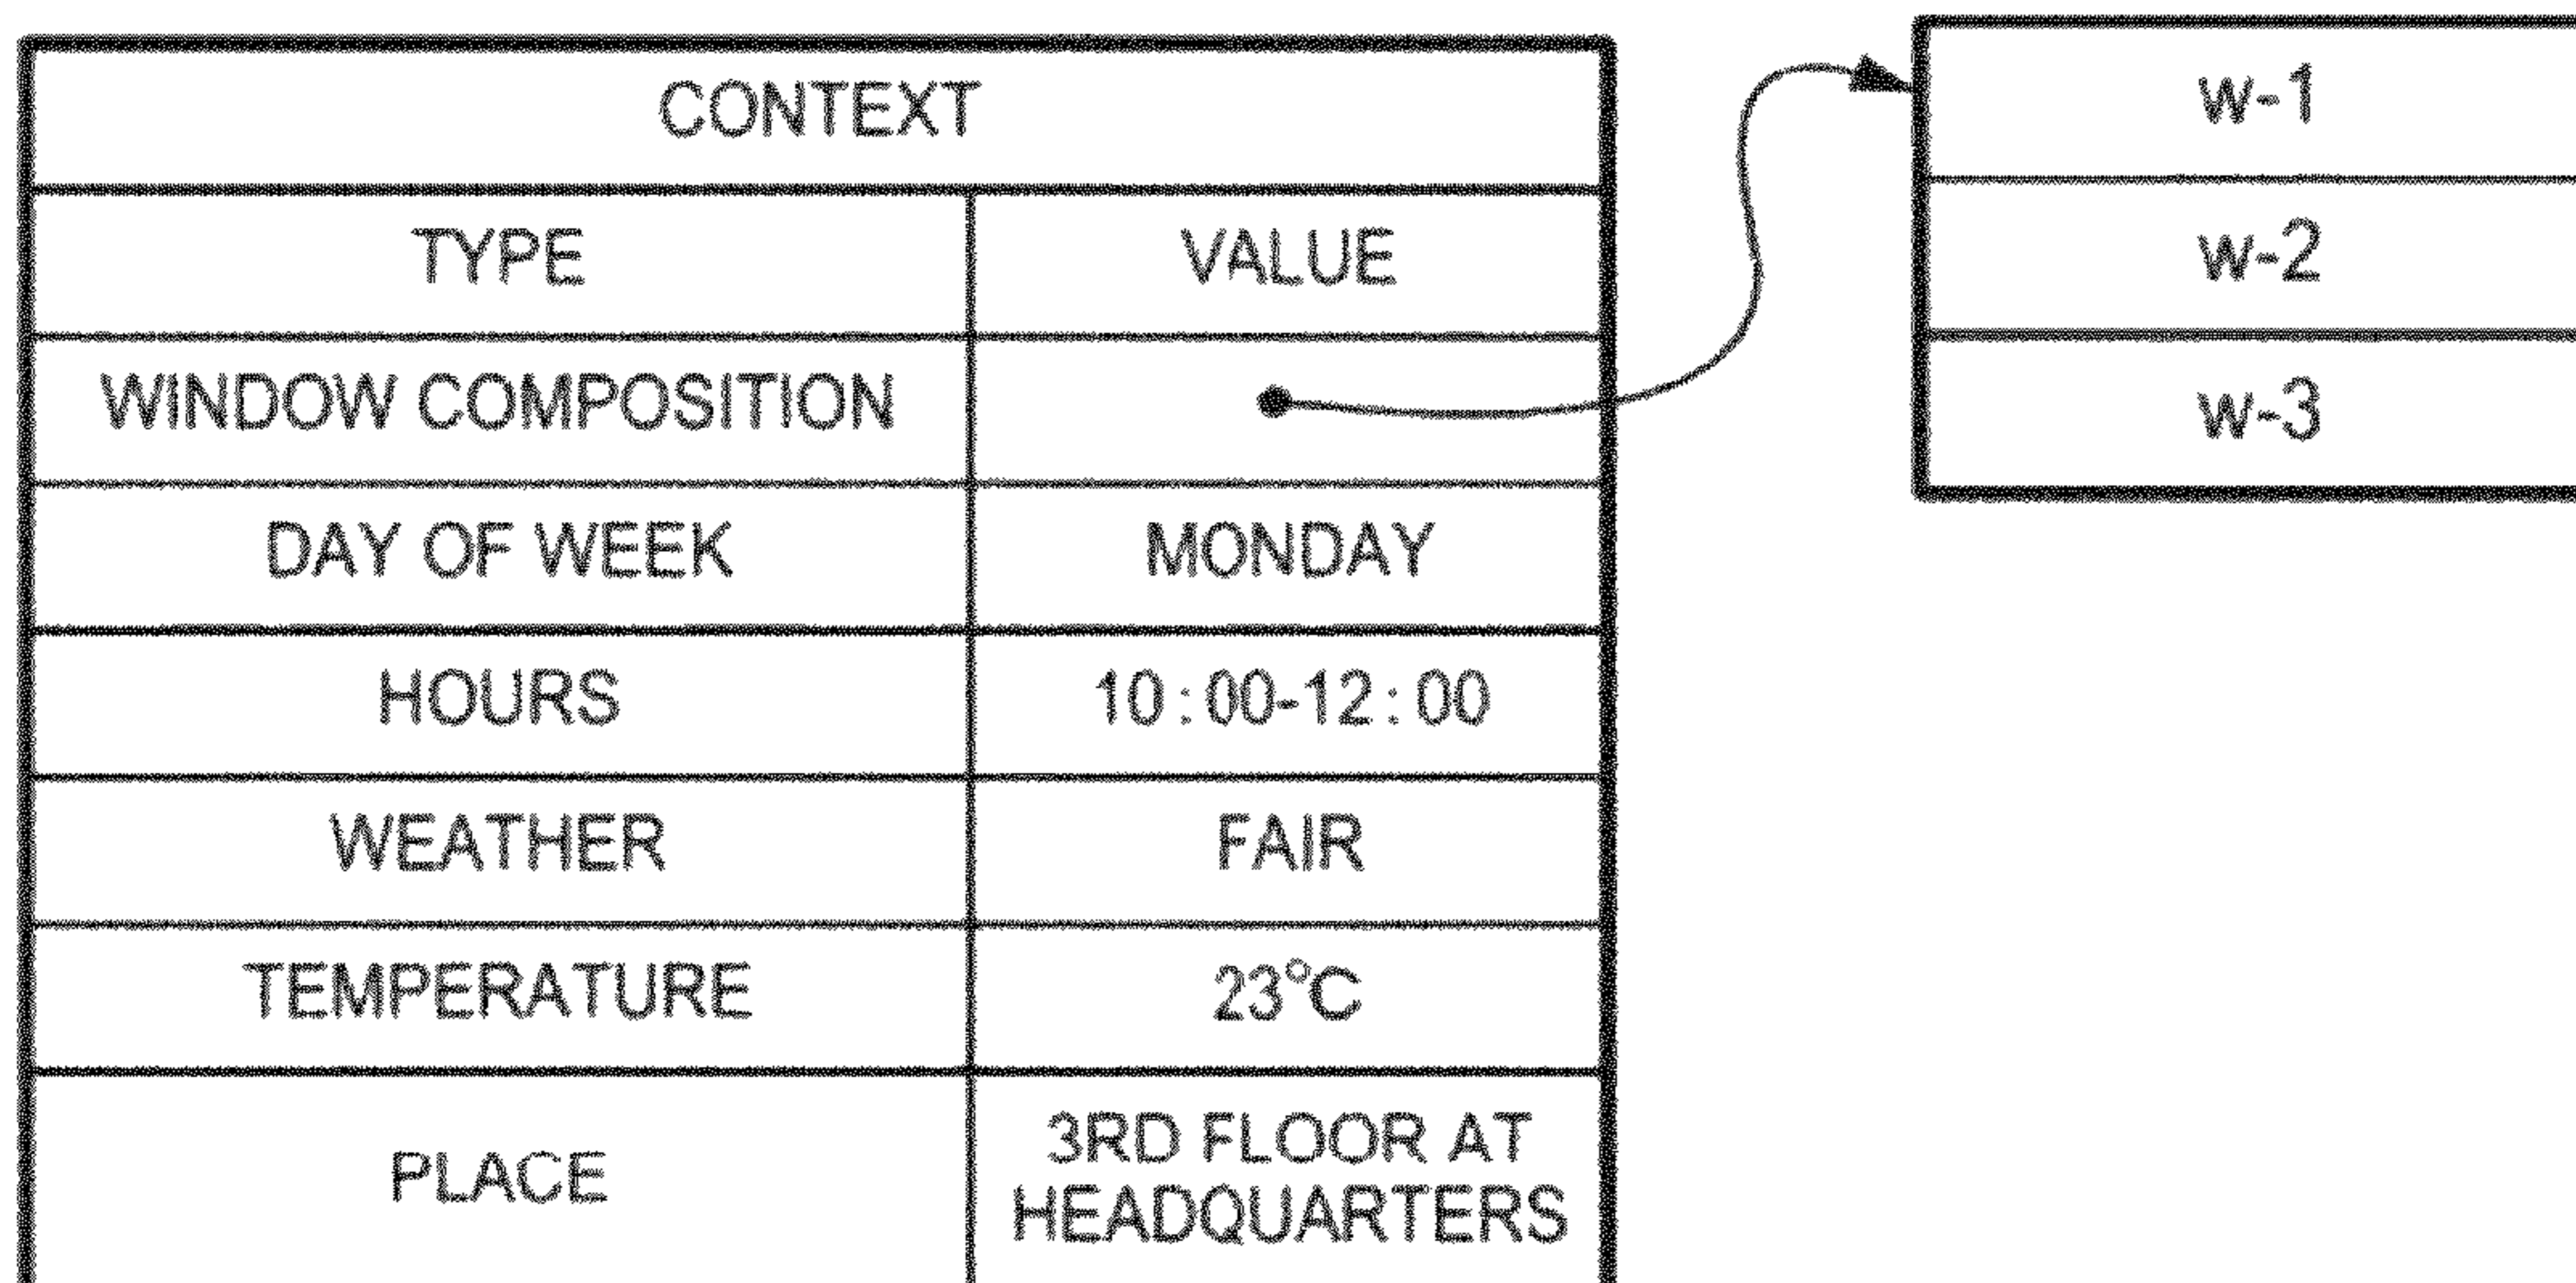 CONTEXT
TYPE VALUE
WINDOW COMPOSITION
DAY OF WEEK MONDAY
HOURS 10:00-12:00
WEATHER FAIR
TEMPERATURE 23°C
PLACE 3RD FLOOR AT
HEADQUARTERS
w-1
w-2
w-3